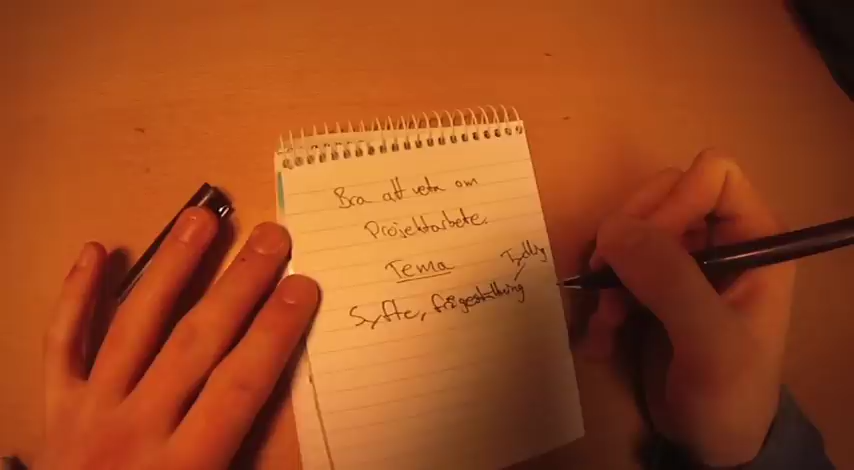 Bra att veta om
Projektarbete.
Tema
Tydlig
Syfte, frågeställning